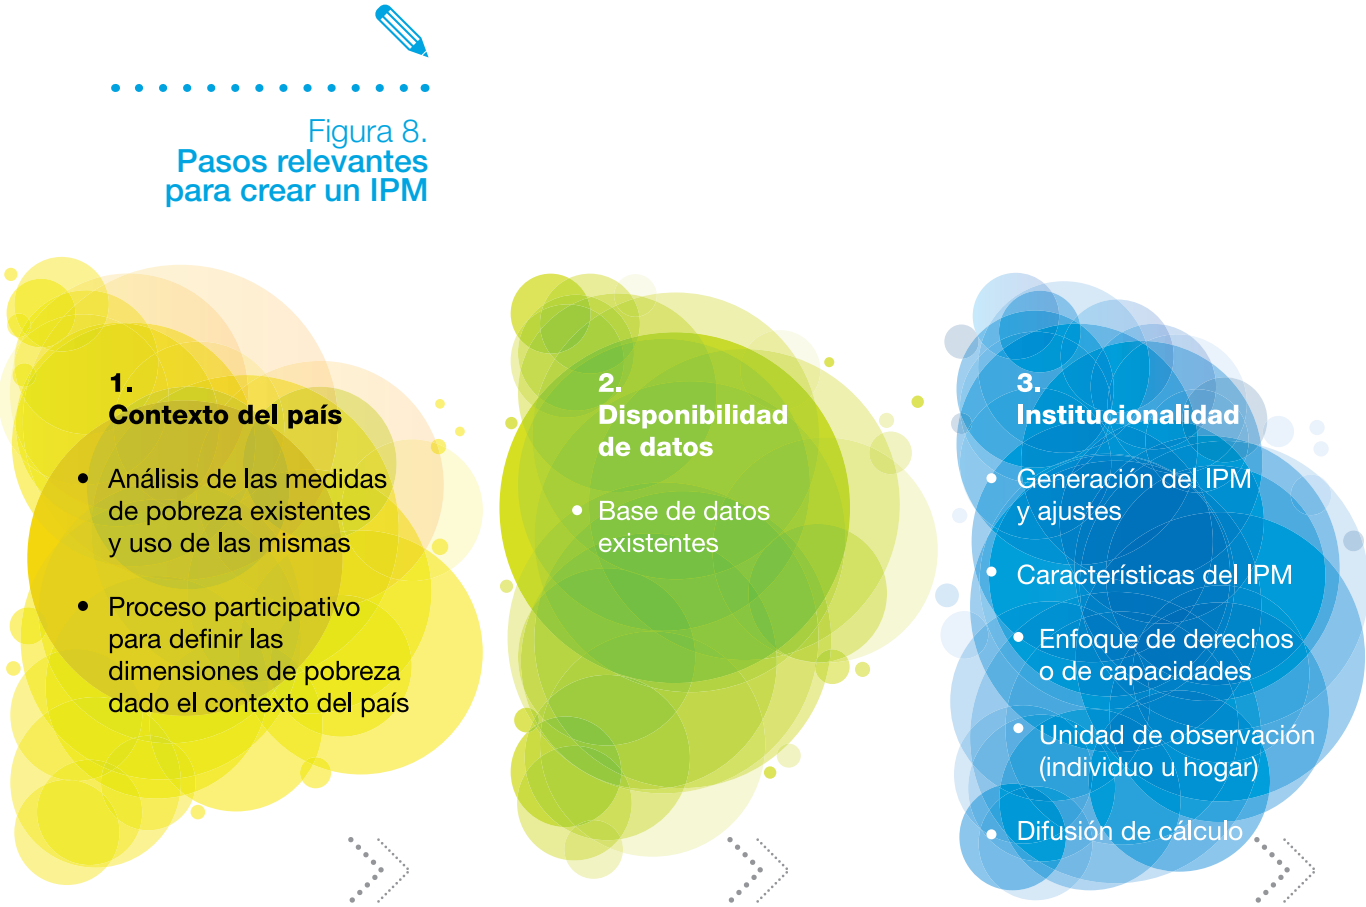 Figura 8.
Pasos relevantes
para crear un IPM
1.
Contexto del país
• Análisis de las medidas
de pobreza existentes
y uso de las mismas
• Proceso participativo
para definir las
dimensiones de pobreza
dado el contexto del país
2.
Disponibilidad
de datos
• Base de datos
existentes
3.
Institucionalidad
• Generación del IPM
y ajustes
• Características del IPM
• Enfoque de derechos
o de capacidades
• Unidad de observación
(individuo u hogar)
• Difusión de cálculo